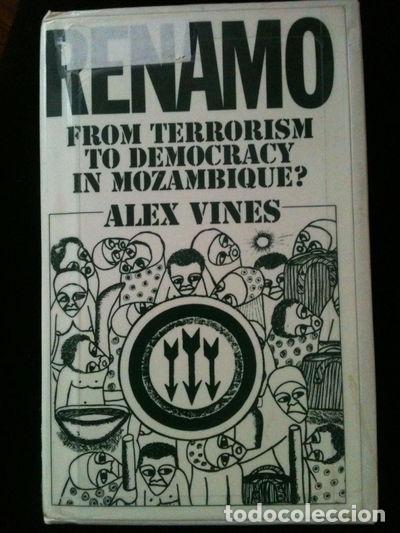 RENAMO
FROM TERRORISM
TO DEMOCRACY
IN MOZAMBIQUE?
ALEX VINES
todocoleccion